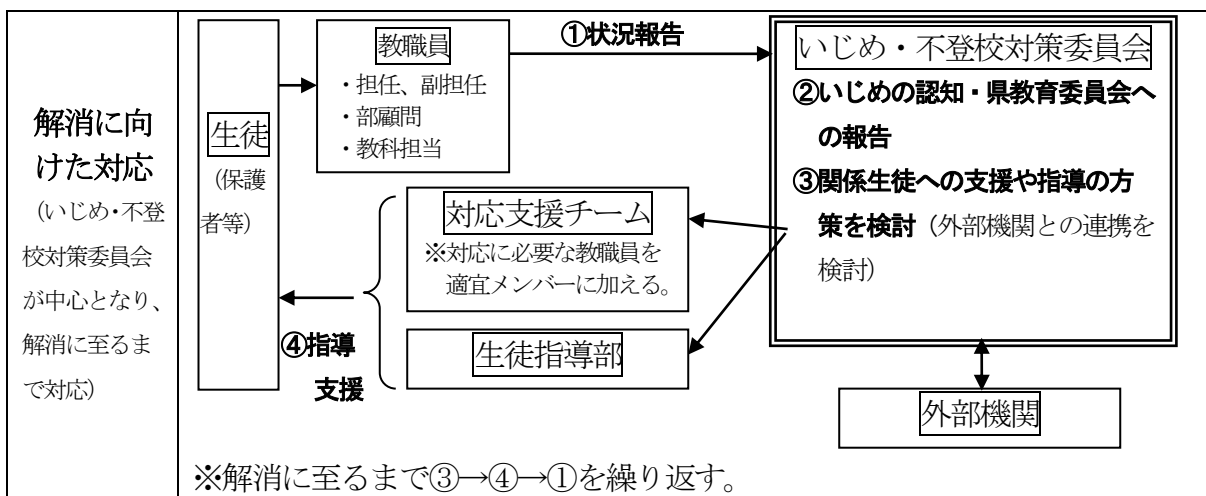 解消に向
けた対応
（いじめ・不登
校対策委員会
が中心となり、
解消に至るま
で対応）
生徒
（保護
者等）
教職員
・担任、副担任
・部顧問
・教科担当
①状況報告
いじめ・不登校対策委員会
②いじめの認知・県教育委員会へ
の報告
③関係生徒への支援や指導の方
策を検討（外部機関との連携を
検討）
対応支援チーム
※対応に必要な教職員を
適宜メンバーに加える。
生徒指導部
④指導
支援
外部機関
※解消に至るまで③→④→①を繰り返す。